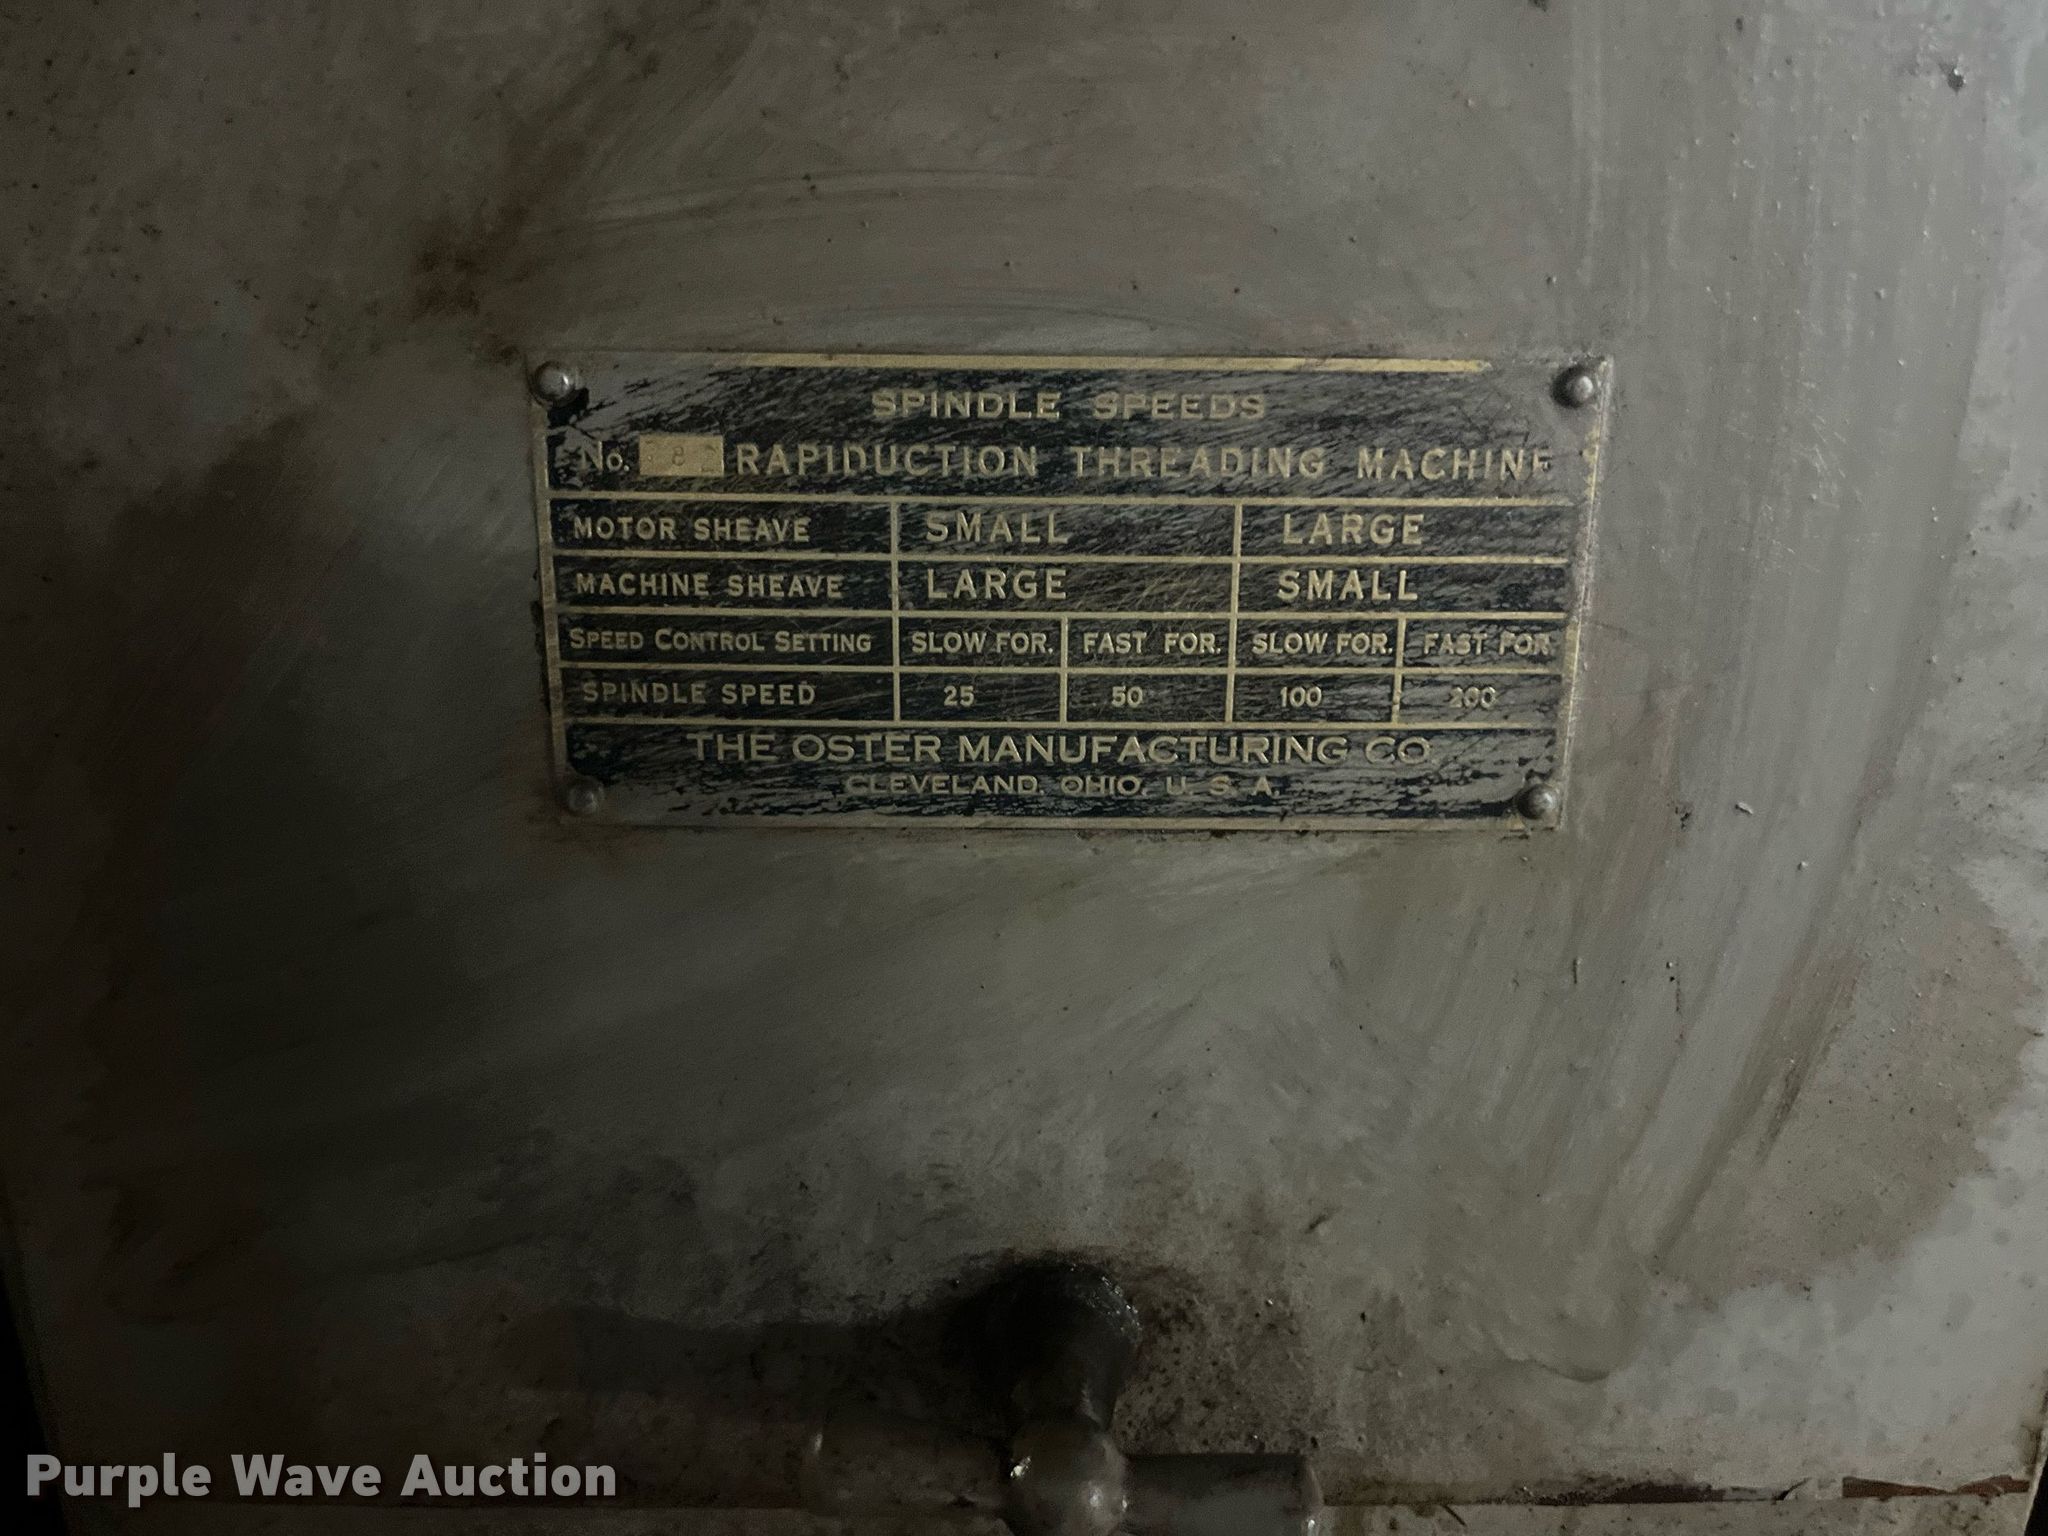 SPINDLE SPEEDS
No. RAPIDUCTION THREADING MACHINE
MOTOR SHEAVE SMALL LARGE
MACHINE SHEAVE LARGE SMALL
SPEED CONTROL SETTING SLOW FOR. FAST FOR. SLOW FOR. FAST FOR.
SPINDLE SPEED 25 50 100 200
THE OSTER MANUFACTURING CO
CLEVELAND, OHIO, U. S. A.
Purple Wave Auction